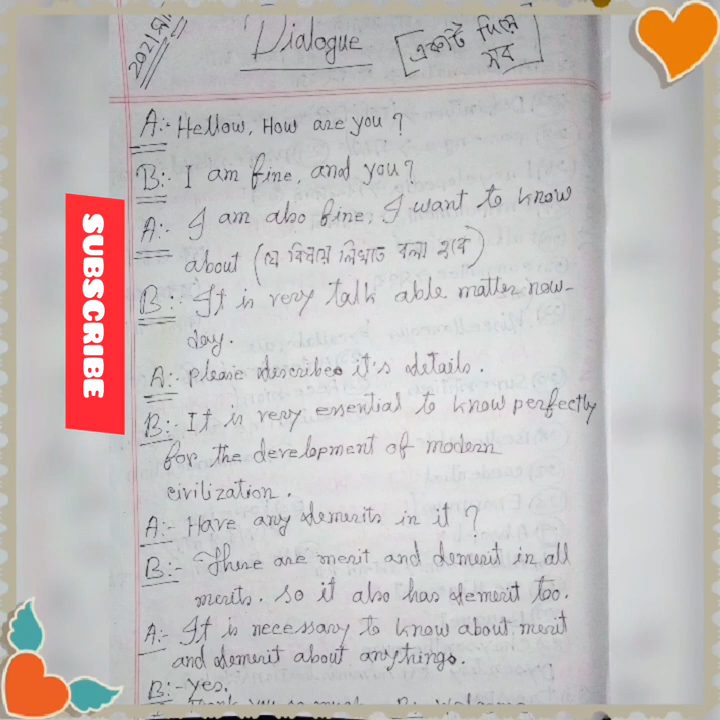 2021
Dialogue
[একটি দিয়ে
সব]
A:- Hellow, How are you ?
B:- I am fine, and you ?
A:- I am also fine, I want to know
about (যে বিষয়ে লিখতে বলা হবে)
B:- It is very talk able matter now-
day.
A:- please describe it's details.
B:- It is very essential to know perfectly
for the development of modern
civilization.
A:- Have any demerits in it ?
B:- There are merit and demerit in all
merits. so it also has demerit too.
A:- It is necessary to know about merit
and demerit about anythings.
B:- Yes.
SUBSCRIBE